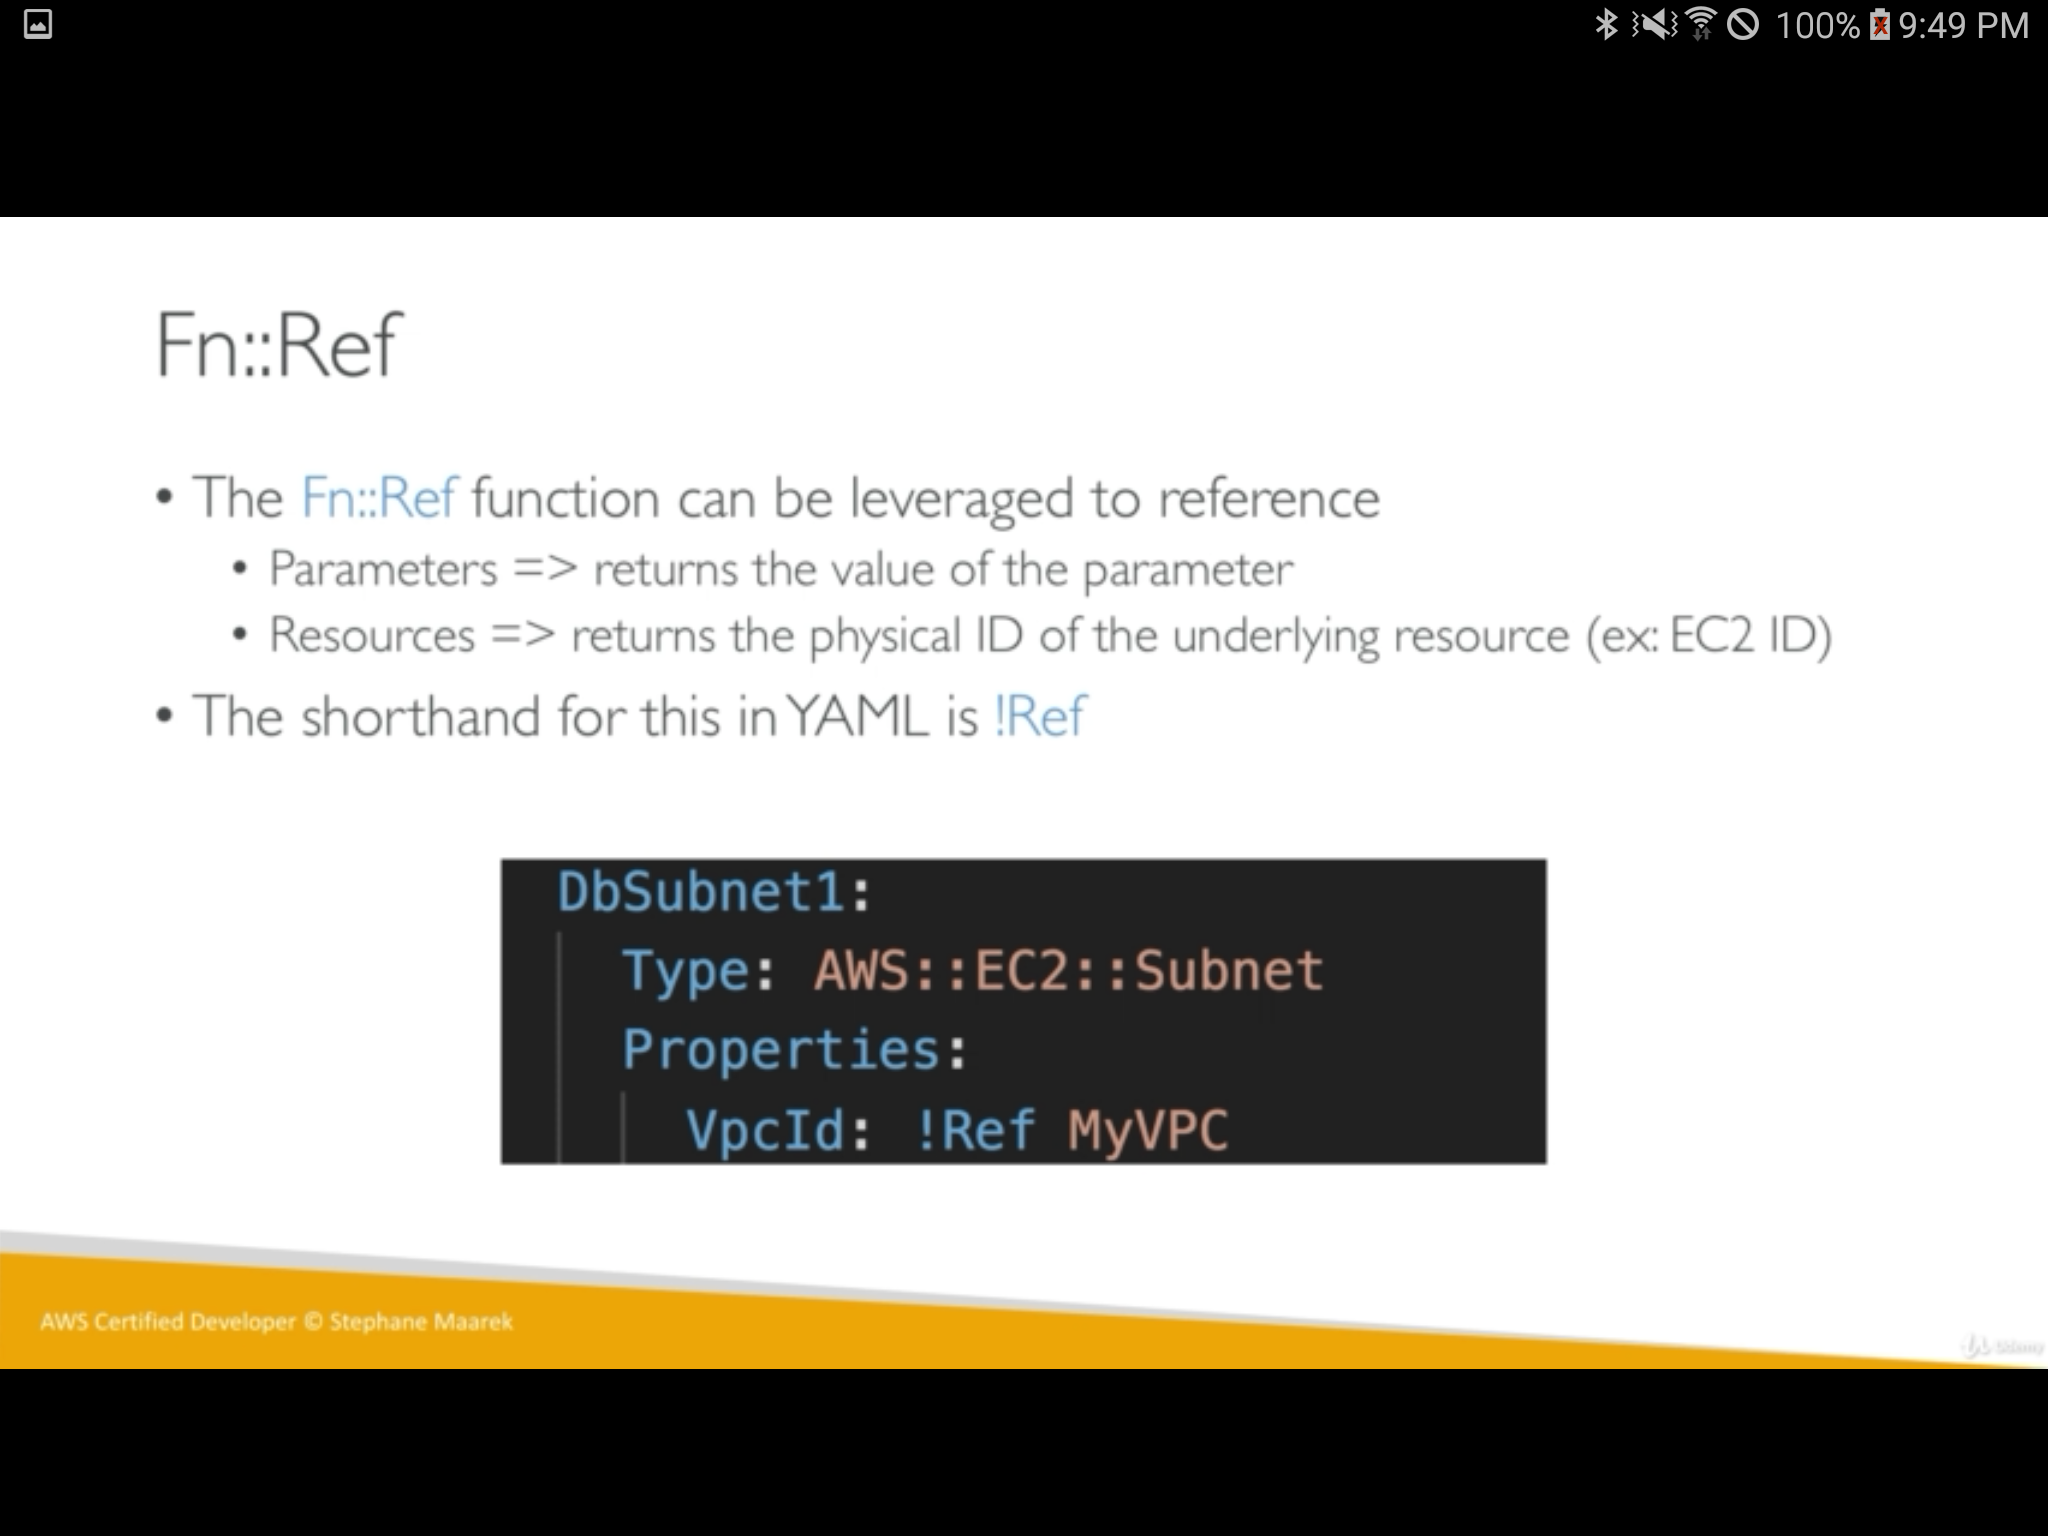 100% 9:49 PM
Fn::Ref
• The Fn::Ref function can be leveraged to reference
• Parameters => returns the value of the parameter
• Resources => returns the physical ID of the underlying resource (ex: EC2 ID)
• The shorthand for this in YAML is !Ref
DbSubnet1:
Type: AWS::EC2::Subnet
Properties:
VpcId: !Ref MyVPC
AWS Certified Developer © Stephane Maarek
Udemy